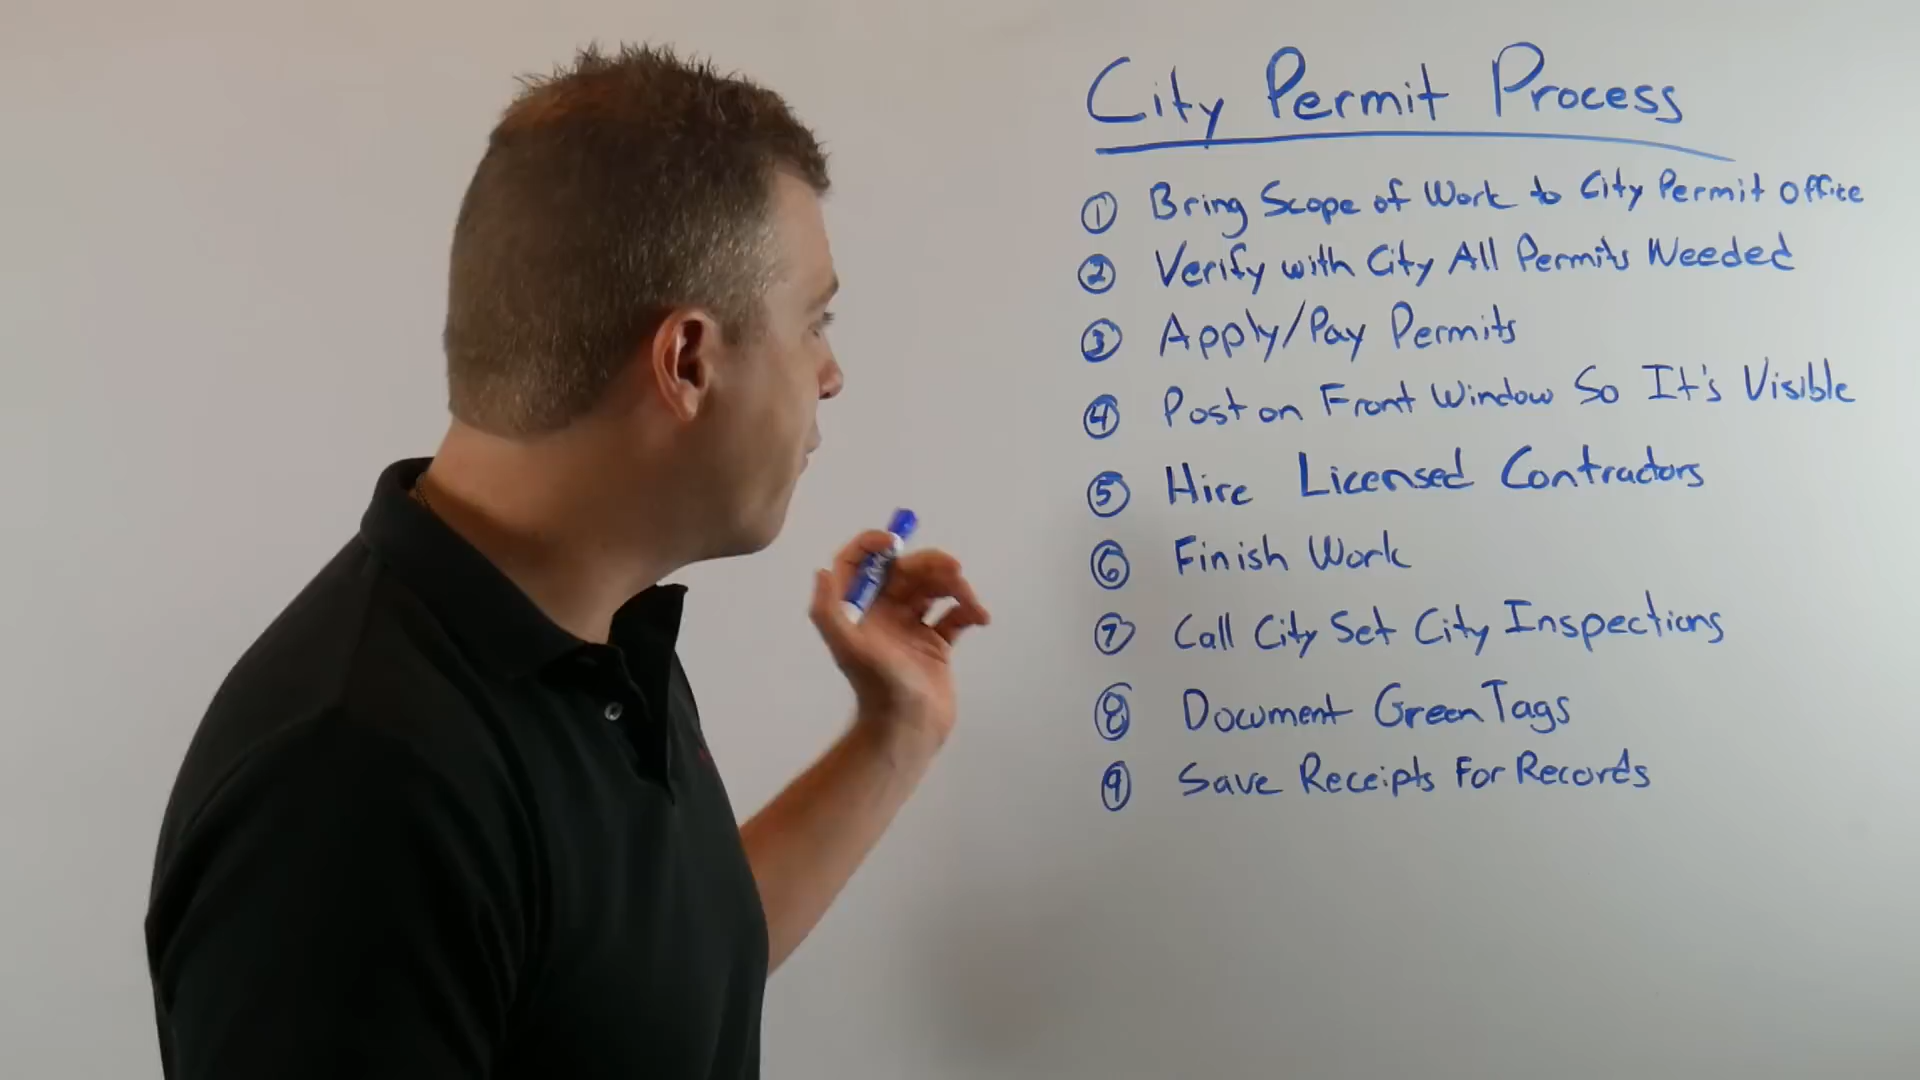 City Permit Process
① Bring Scope of Work to City Permit Office
② Verify with City All Permits Needed
③ Apply/Pay Permits
④ Post on Front Window So It's Visible
⑤ Hire Licensed Contractors
⑥ Finish Work
⑦ Call City Set City Inspections
⑧ Document Green Tags
⑨ Save Receipts For Records